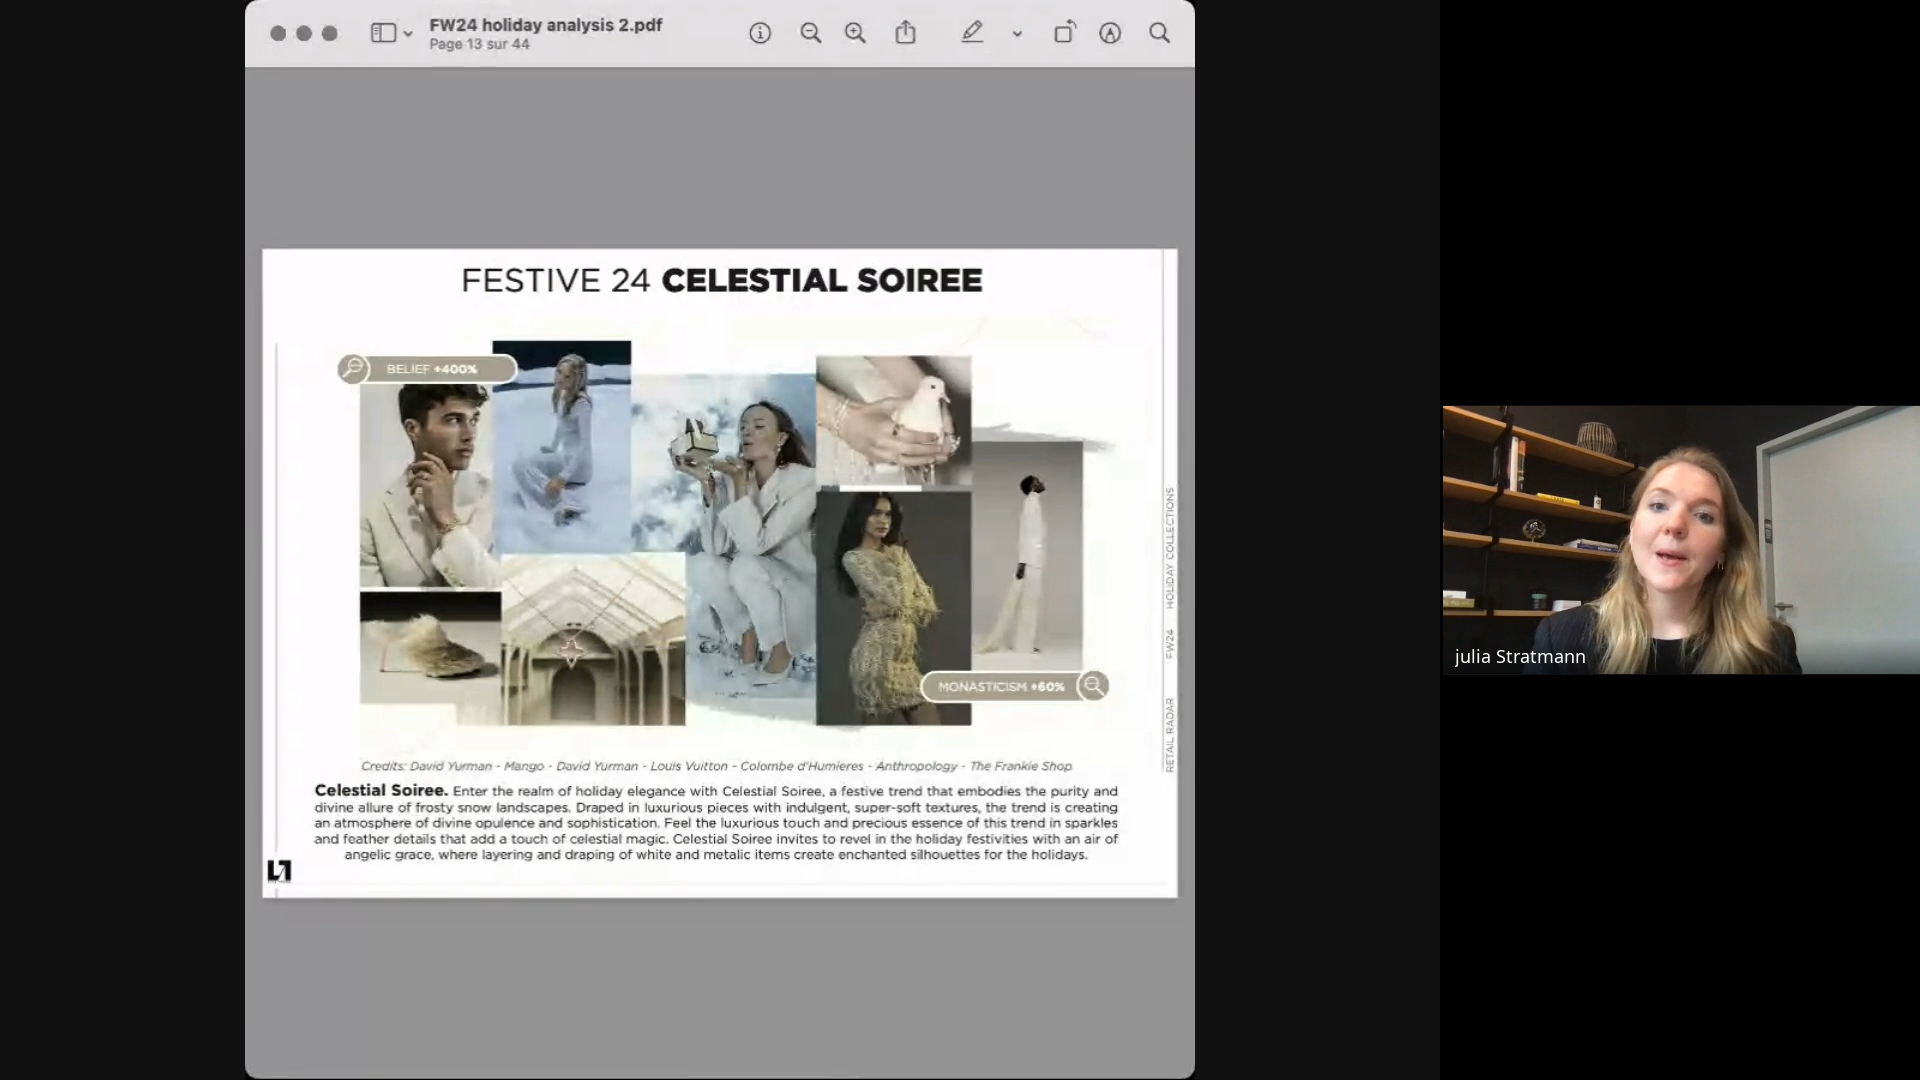 FW24 holiday analysis 2.pdf
Page 13 sur 44
FESTIVE 24 CELESTIAL SOIREE
BELIEF +400%
MONASTICISM +60%
HOLIDAY COLLECTIONS
FW24
RETAIL RADAR
Credits: David Yurman - Mango - David Yurman - Louis Vuitton - Colombe d'Humieres - Anthropology - The Frankie Shop
Celestial Soiree. Enter the realm of holiday elegance with Celestial Soiree, a festive trend that embodies the purity and
divine allure of frosty snow landscapes. Draped in luxurious pieces with indulgent, super-soft textures, the trend is creating
an atmosphere of divine opulence and sophistication. Feel the luxurious touch and precious essence of this trend in sparkles
and feather details that add a touch of celestial magic. Celestial Soiree invites to revel in the holiday festivities with an air of
angelic grace, where layering and draping of white and metalic items create enchanted silhouettes for the holidays.
julia Stratmann